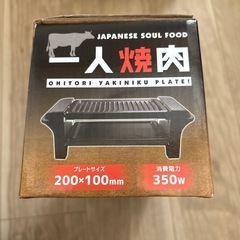 JAPANESE SOUL FOOD
一人焼肉
OHITORI YAKINIKU PLATE!
プレートサイズ
200×100mm
消費電力
350W